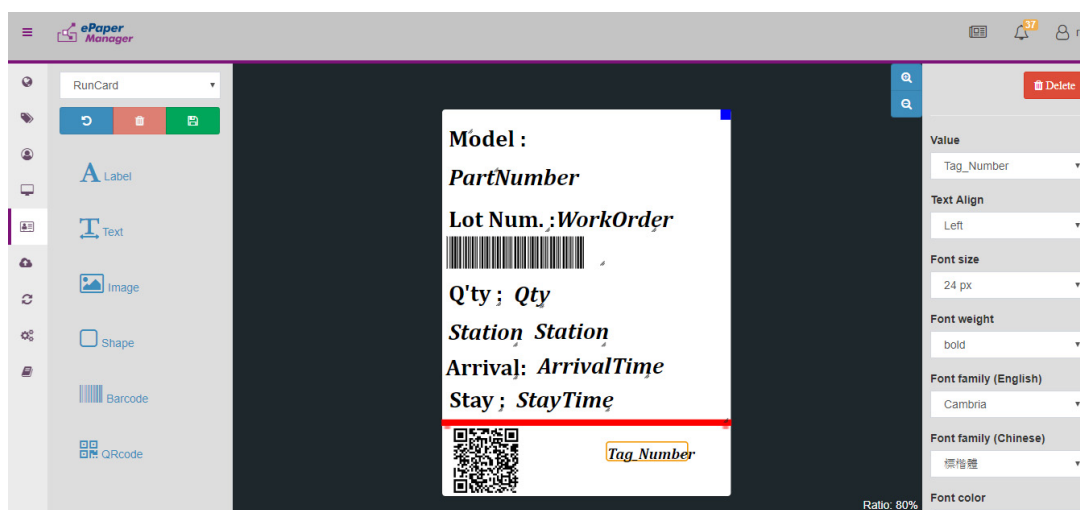 ePaper
Manager
37
RunCard
Delete
A Label
T Text
Image
Shape
Barcode
QRcode
Model :
PartNumber
Lot Num. : WorkOrder
Q'ty : Qty
Station Station
Arrival: ArrivalTime
Stay : StayTime
Tag_Number
Ratio: 80%
Value
Tag_Number
Text Align
Left
Font size
24 px
Font weight
bold
Font family (English)
Cambria
Font family (Chinese)
標楷體
Font color